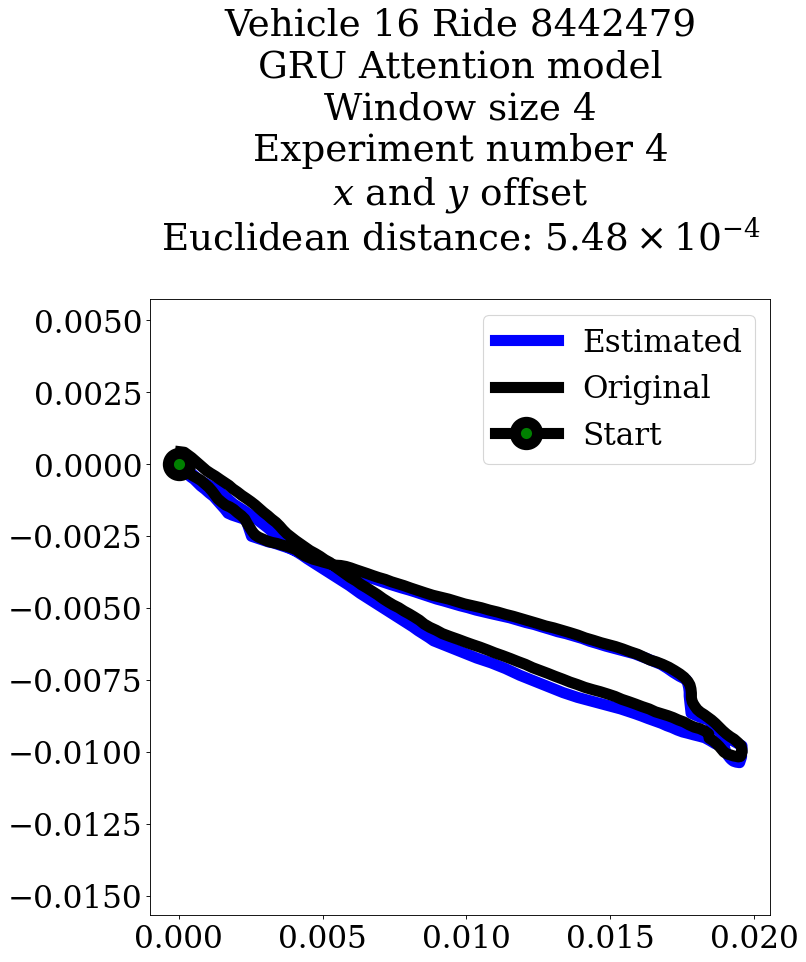 Vehicle 16 Ride 8442479
GRU Attention model
Window size 4
Experiment number 4
x and y offset
Euclidean distance: 5.48 × 10⁻⁴
Estimated
Original
Start
0.0050
0.0025
0.0000
−0.0025
−0.0050
−0.0075
−0.0100
−0.0125
−0.0150
0.000 0.005 0.010 0.015 0.020